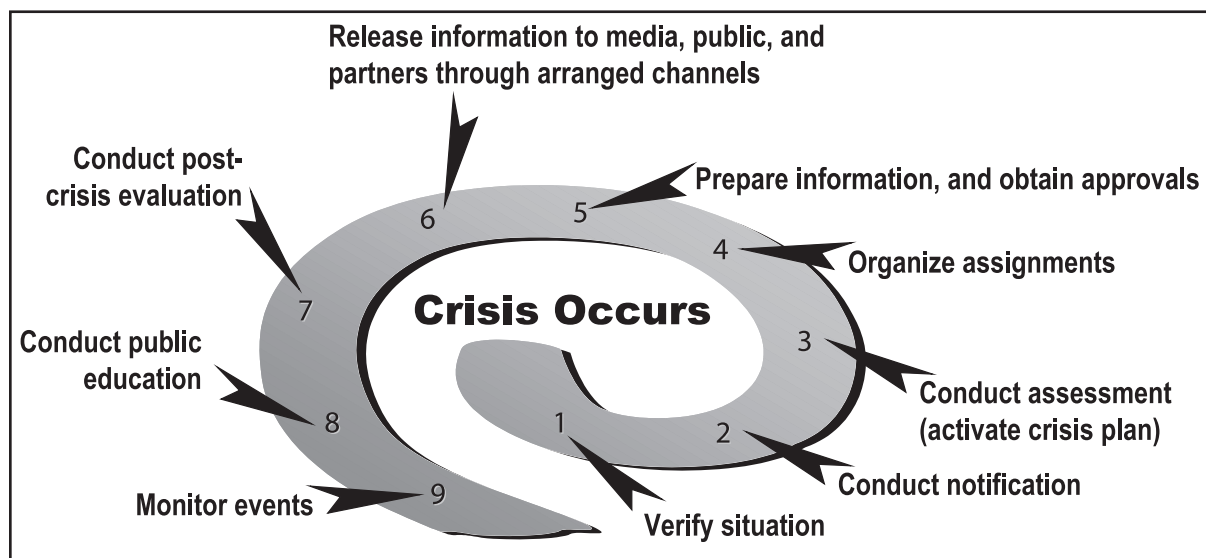 Release information to media, public, and
partners through arranged channels
Conduct post-
crisis evaluation
Prepare information, and obtain approvals
6
5
4
Organize assignments
7
Crisis Occurs
3
Conduct public
education
Conduct assessment
(activate crisis plan)
8
1
2
Conduct notification
9
Monitor events
Verify situation